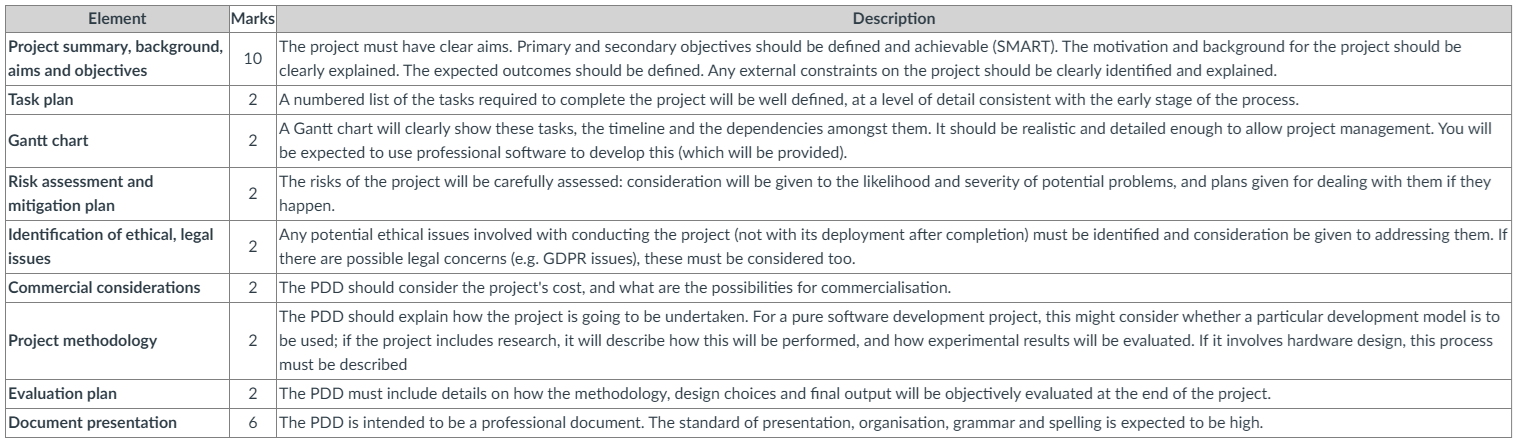 Element Marks Description
Project summary, background, aims and objectives 10 The project must have clear aims. Primary and secondary objectives should be defined and achievable (SMART). The motivation and background for the project should be
clearly explained. The expected outcomes should be defined. Any external constraints on the project should be clearly identified and explained.
Task plan 2 A numbered list of the tasks required to complete the project will be well defined, at a level of detail consistent with the early stage of the process.
Gantt chart 2 A Gantt chart will clearly show these tasks, the timeline and the dependencies amongst them. It should be realistic and detailed enough to allow project management. You will
be expected to use professional software to develop this (which will be provided).
Risk assessment and mitigation plan 2 The risks of the project will be carefully assessed: consideration will be given to the likelihood and severity of potential problems, and plans given for dealing with them if they
happen.
Identification of ethical, legal issues 2 Any potential ethical issues involved with conducting the project (not with its deployment after completion) must be identified and consideration be given to addressing them. If
there are possible legal concerns (e.g. GDPR issues), these must be considered too.
Commercial considerations 2 The PDD should consider the project's cost, and what are the possibilities for commercialisation.
Project methodology 2 The PDD should explain how the project is going to be undertaken. For a pure software development project, this might consider whether a particular development model is to
be used; if the project includes research, it will describe how this will be performed, and how experimental results will be evaluated. If it involves hardware design, this process
must be described
Evaluation plan 2 The PDD must include details on how the methodology, design choices and final output will be objectively evaluated at the end of the project.
Document presentation 6 The PDD is intended to be a professional document. The standard of presentation, organisation, grammar and spelling is expected to be high.